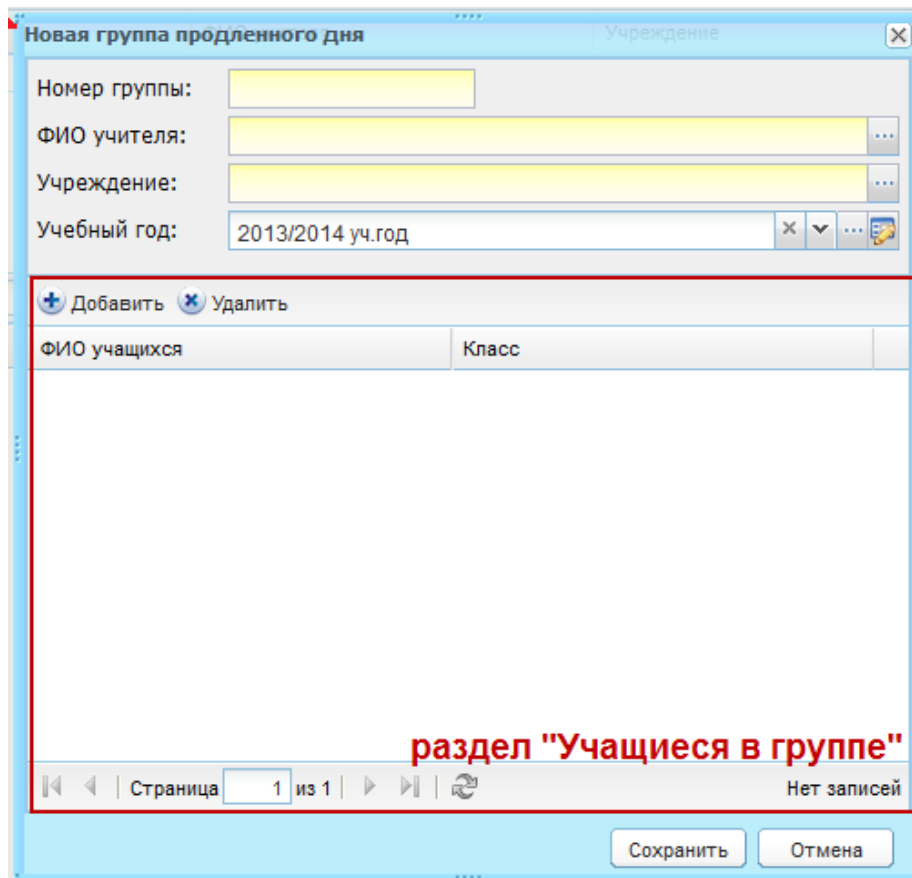 Новая группа продленного дня
Учреждение
Номер группы:
ФИО учителя:
Учреждение:
Учебный год: 2013/2014 уч.год
Добавить Удалить
ФИО учащихся Класс
раздел "Учащиеся в группе"
Страница 1 из 1 Нет записей
Сохранить Отмена